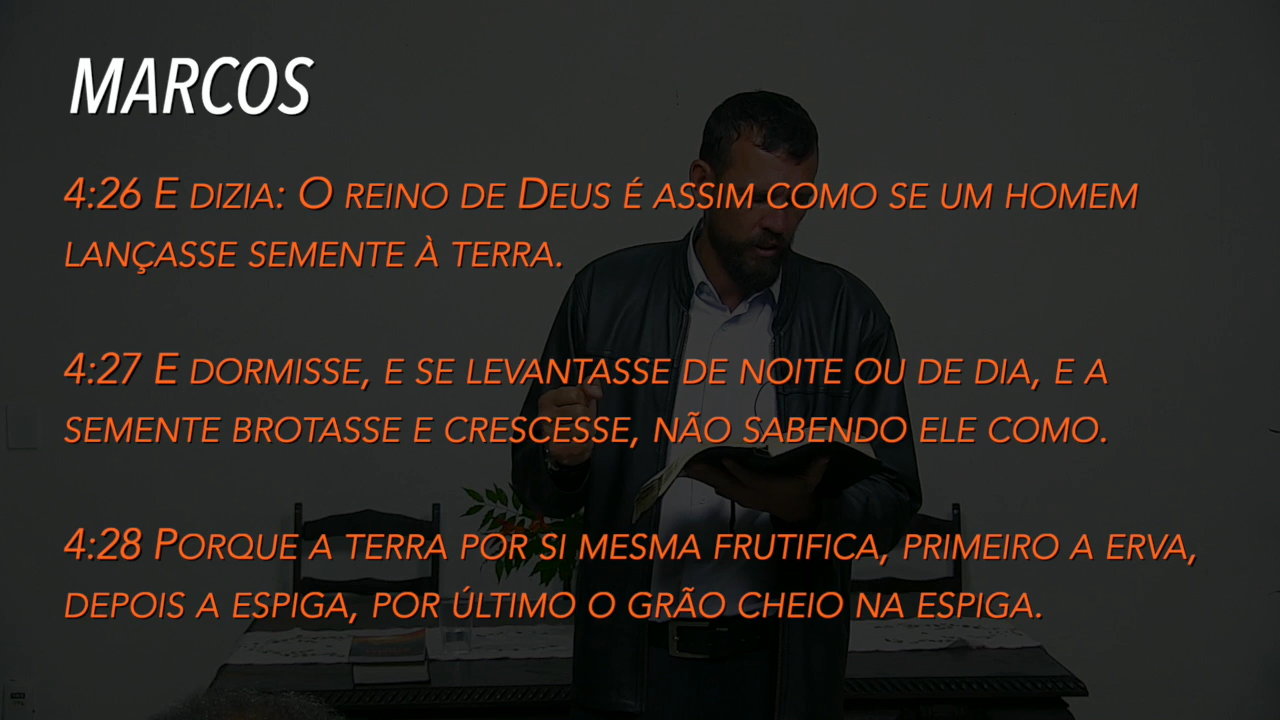 MARCOS
4:26 E DIZIA: O REINO DE DEUS É ASSIM COMO SE UM HOMEM
LANÇASSE SEMENTE À TERRA.
4:27 E DORMISSE, E SE LEVANTASSE DE NOITE OU DE DIA, E A
SEMENTE BROTASSE E CRESCESSE, NÃO SABENDO ELE COMO.
4:28 PORQUE A TERRA POR SI MESMA FRUTIFICA, PRIMEIRO A ERVA,
DEPOIS A ESPIGA, POR ÚLTIMO O GRÃO CHEIO NA ESPIGA.